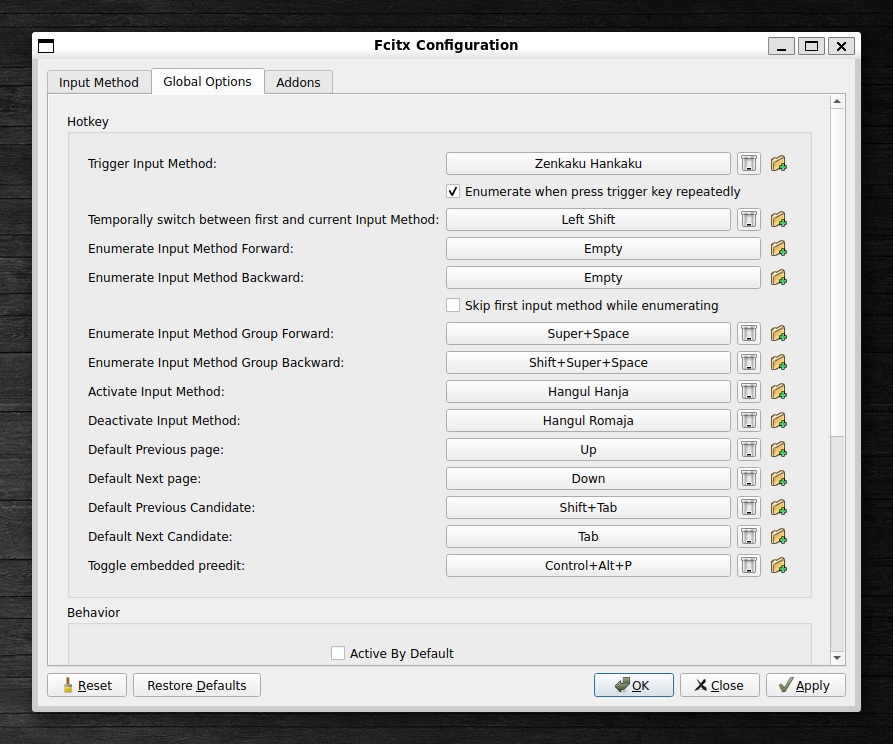 Fcitx Configuration
Input Method Global Options Addons
Hotkey
Trigger Input Method: Zenkaku Hankaku
Enumerate when press trigger key repeatedly
Temporally switch between first and current Input Method: Left Shift
Enumerate Input Method Forward: Empty
Enumerate Input Method Backward: Empty
Skip first input method while enumerating
Enumerate Input Method Group Forward: Super+Space
Enumerate Input Method Group Backward: Shift+Super+Space
Activate Input Method: Hangul Hanja
Deactivate Input Method: Hangul Romaja
Default Previous page: Up
Default Next page: Down
Default Previous Candidate: Shift+Tab
Default Next Candidate: Tab
Toggle embedded preedit: Control+Alt+P
Behavior
Active By Default
Reset Restore Defaults OK Close Apply